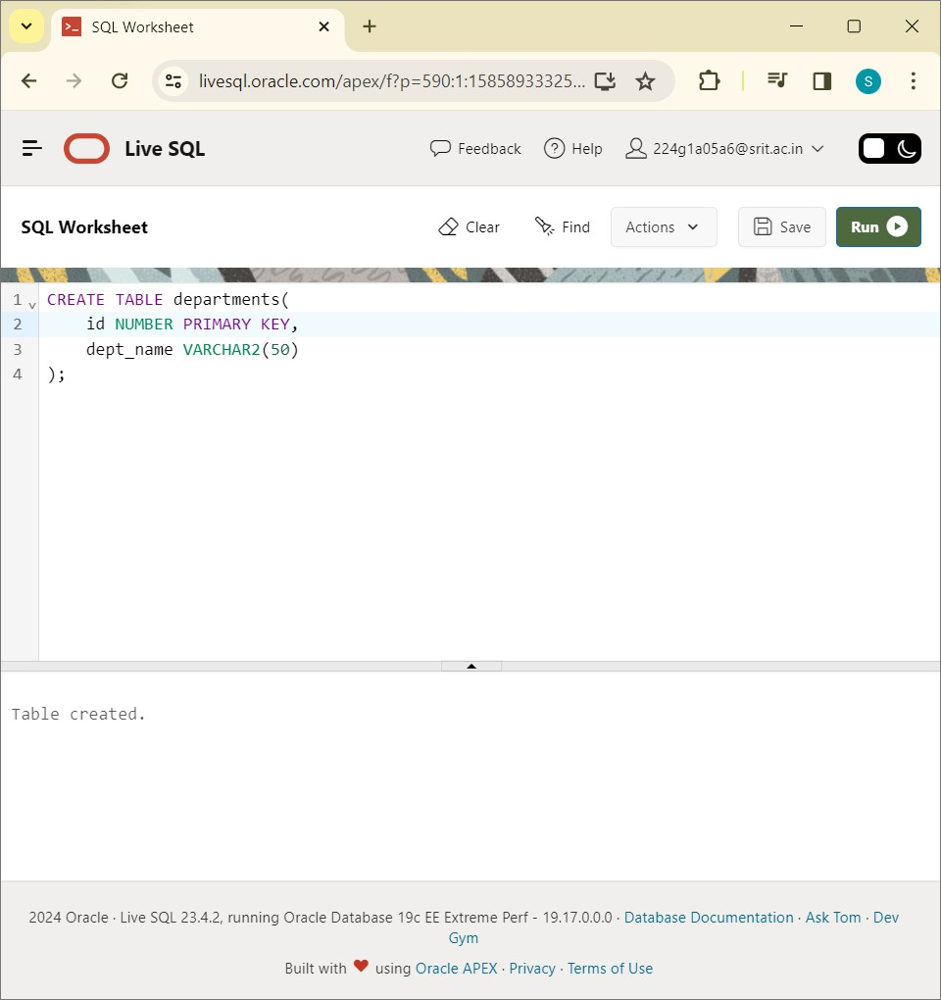 SQL Worksheet
livesql.oracle.com/apex/f?p=590:1:15858933325...
S
Live SQL
Feedback
Help
224g1a05a6@srit.ac.in
SQL Worksheet
Clear
Find
Actions
Save
Run
1 CREATE TABLE departments(
2 id NUMBER PRIMARY KEY,
3 dept_name VARCHAR2(50)
4 );
Table created.
2024 Oracle · Live SQL 23.4.2, running Oracle Database 19c EE Extreme Perf - 19.17.0.0.0 · Database Documentation · Ask Tom · Dev
Gym
Built with ❤ using Oracle APEX · Privacy · Terms of Use